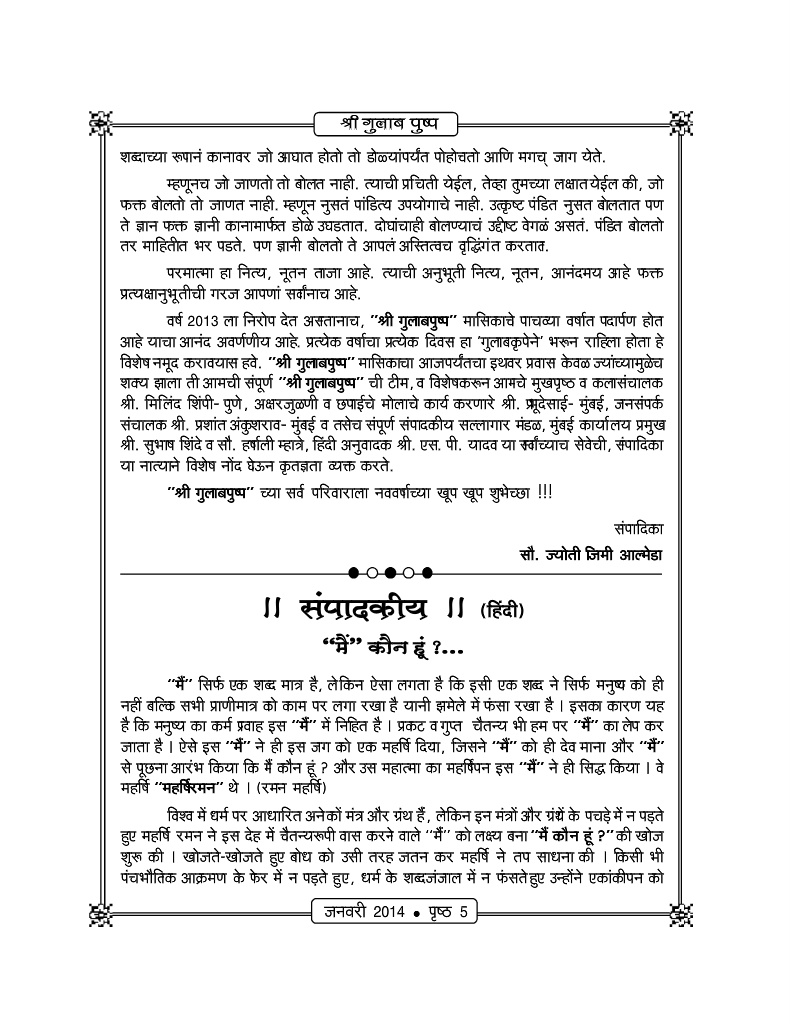 श्री गुलाब पुष्प
शब्दाच्या रूपानं कानावर जो आघात होतो तो डोळ्यांपर्यंत पोहोचतो आणि मगच् जाग येते.
म्हणूनच जो जाणतो तो बोलत नाही. त्याची प्रचिती येईल, तेव्हा तुमच्या लक्षात येईल की, जो
फक्त बोलतो तो जाणत नाही. म्हणून नुसतं पांडित्य उपयोगाचे नाही. उत्कृष्ट पंडित नुसत बोलतात पण
ते ज्ञान फक्त ज्ञानी कानामार्फत डोळे उघडतात. दोघांचाही बोलण्याचं उद्दीष्ट वेगळं असतं. पंडित बोलतो
तर माहितीत भर पडते. पण ज्ञानी बोलतो ते आपलं अस्तित्वच वृद्धिंगंत करतात.
परमात्मा हा नित्य, नूतन ताजा आहे. त्याची अनुभूती नित्य, नूतन, आनंदमय आहे फक्त
प्रत्यक्षानुभूतीची गरज आपणां सर्वांनाच आहे.
वर्ष 2013 ला निरोप देत असतानाच, "श्री गुलाबपुष्प" मासिकाचे पाचव्या वर्षात पदार्पण होत
आहे याचा आनंद अवर्णणीय आहे. प्रत्येक वर्षाचा प्रत्येक दिवस हा 'गुलाबकृपेने' भरून राहिला होता हे
विशेष नमूद करावयास हवे. "श्री गुलाबपुष्प" मासिकाचा आजपर्यंतचा इथवर प्रवास केवळ ज्यांच्यामुळेच
शक्य झाला ती आमची संपूर्ण "श्री गुलाबपुष्प" ची टीम, व विशेषकरून आमचे मुखपृष्ठ व कलासंचालक
श्री. मिलिंद शिंपी- पुणे, अक्षरजुळणी व छपाईचे मोलाचे कार्य करणारे श्री. प्रभूदेसाई- मुंबई, जनसंपर्क
संचालक श्री. प्रशांत अंकुशराव- मुंबई व तसेच संपूर्ण संपादकीय सल्लागार मंडळ, मुंबई कार्यालय प्रमुख
श्री. सुभाष शिंदे व सौ. हर्षाली म्हात्रे, हिंदी अनुवादक श्री. एस. पी. यादव या सर्वांच्याच सेवेची, संपादिका
या नात्याने विशेष नोंद घेऊन कृतज्ञता व्यक्त करते.
"श्री गुलाबपुष्प" च्या सर्व परिवाराला नववर्षाच्या खूप खूप शुभेच्छा !!!
संपादिका
सौ. ज्योती जिमी आल्मेडा
।। संपादकीय ।। (हिंदी)
"मैं" कौन हूं ?...
"मैं" सिर्फ एक शब्द मात्र है, लेकिन ऐसा लगता है कि इसी एक शब्द ने सिर्फ मनुष्य को ही
नहीं बल्कि सभी प्राणीमात्र को काम पर लगा रखा है यानी झमेले में फंसा रखा है । इसका कारण यह
है कि मनुष्य का कर्म प्रवाह इस "मैं" में निहित है । प्रकट व गुप्त चैतन्य भी हम पर "मैं" का लेप कर
जाता है । ऐसे इस "मैं" ने ही इस जग को एक महर्षि दिया, जिसने "मैं" को ही देव माना और "मैं"
से पूछना आरंभ किया कि मैं कौन हूं ? और उस महात्मा का महर्षिपन इस "मैं" ने ही सिद्ध किया । वे
महर्षि "महर्षिरमन" थे । (रमन महर्षि)
विश्व में धर्म पर आधारित अनेकों मंत्र और ग्रंथ हैं, लेकिन इन मंत्रों और ग्रंथों के पचड़े में न पड़ते
हुए महर्षि रमन ने इस देह में चैतन्यरूपी वास करने वाले "मैं" को लक्ष्य बना "मैं कौन हूं ?" की खोज
शुरू की । खोजते-खोजते हुए बोध को उसी तरह जतन कर महर्षि ने तप साधना की । किसी भी
पंचभौतिक आक्रमण के फेर में न पड़ते हुए, धर्म के शब्दजंजाल में न फंसते हुए उन्होंने एकांकीपन को
जनवरी 2014 ● पृष्ठ 5